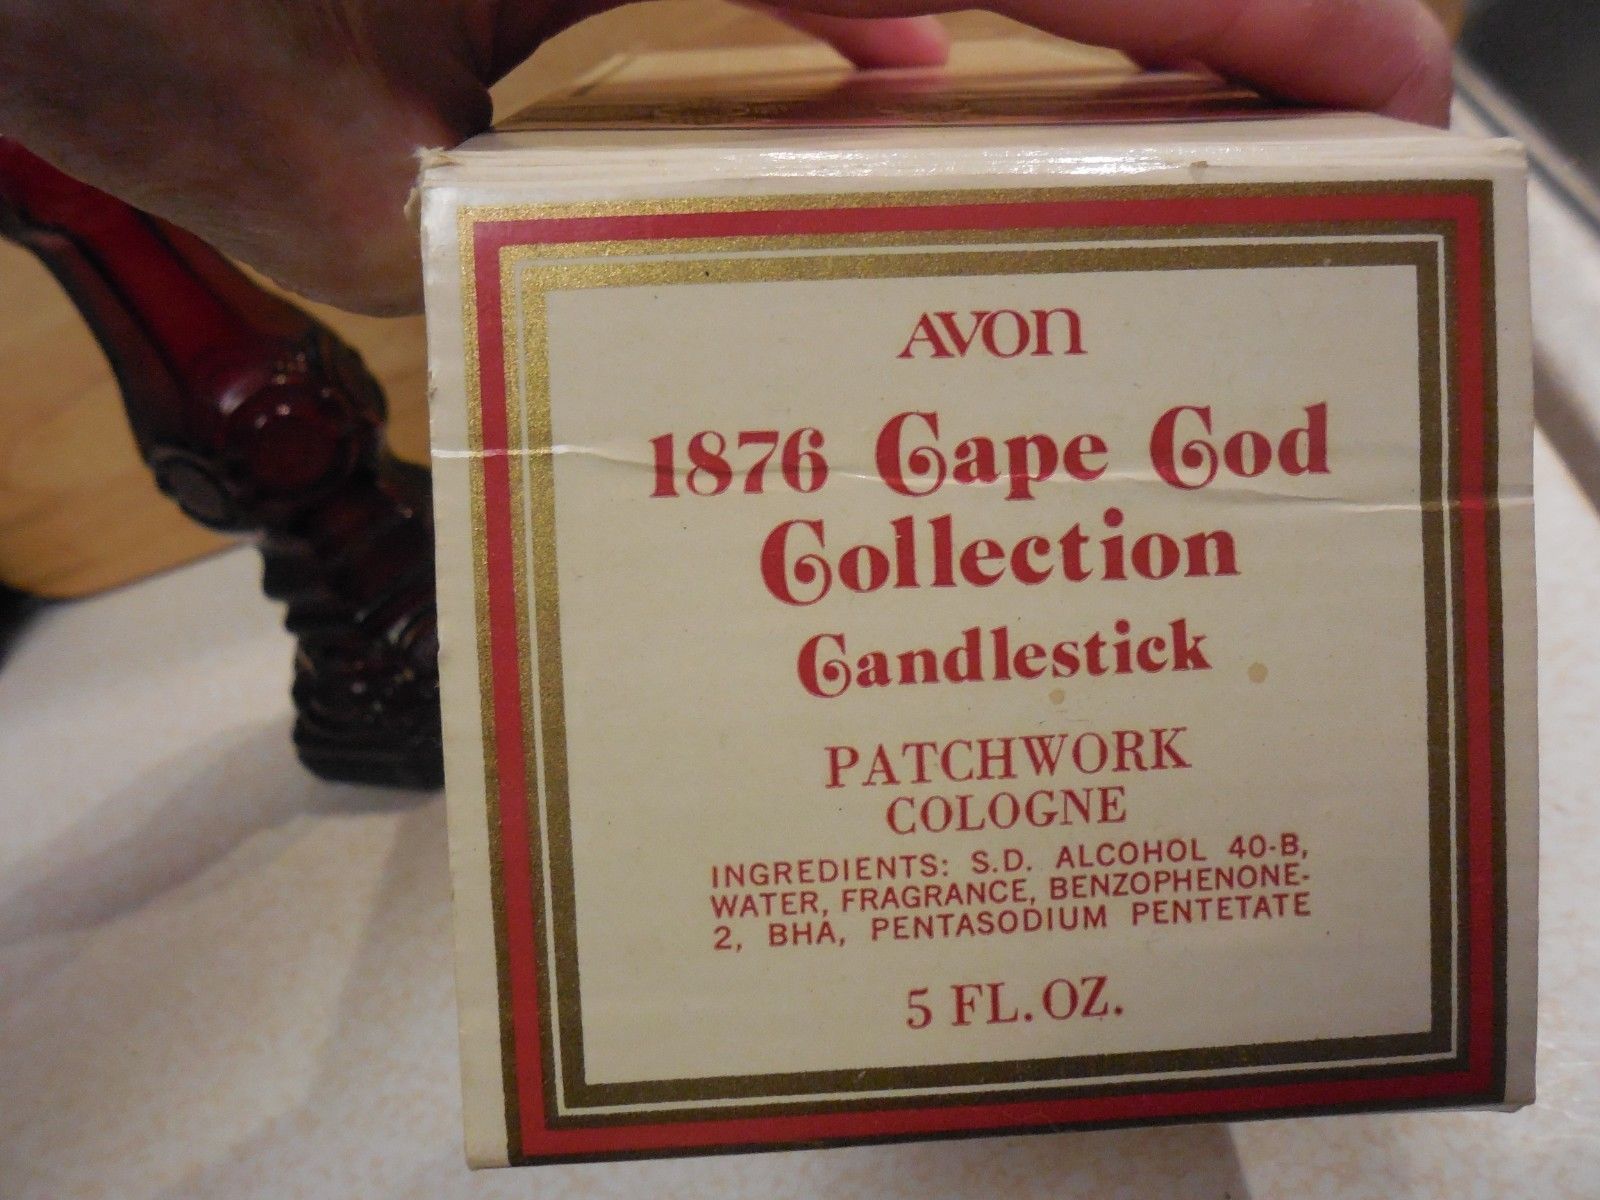 AVON
1876 Cape Cod
Collection
Candlestick
PATCHWORK
COLOGNE
INGREDIENTS: S.D. ALCOHOL 40-B,
WATER, FRAGRANCE, BENZOPHENONE-
2, BHA, PENTASODIUM PENTETATE
5 FL. OZ.